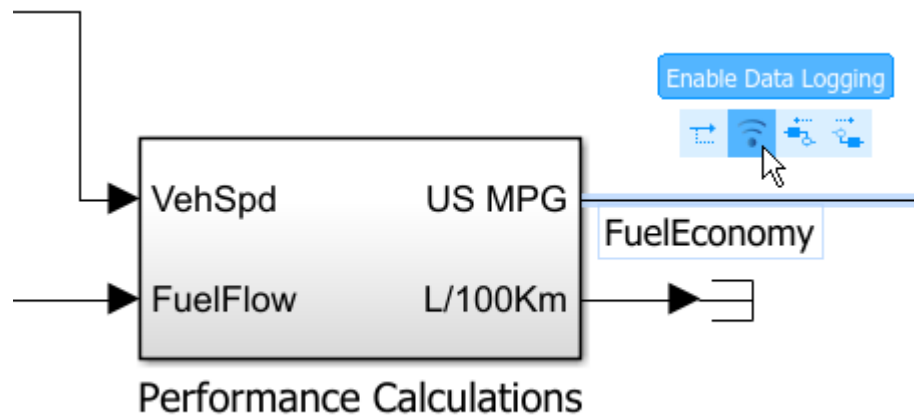 Enable Data Logging
VehSpd US MPG
FuelEconomy
FuelFlow L/100Km
Performance Calculations